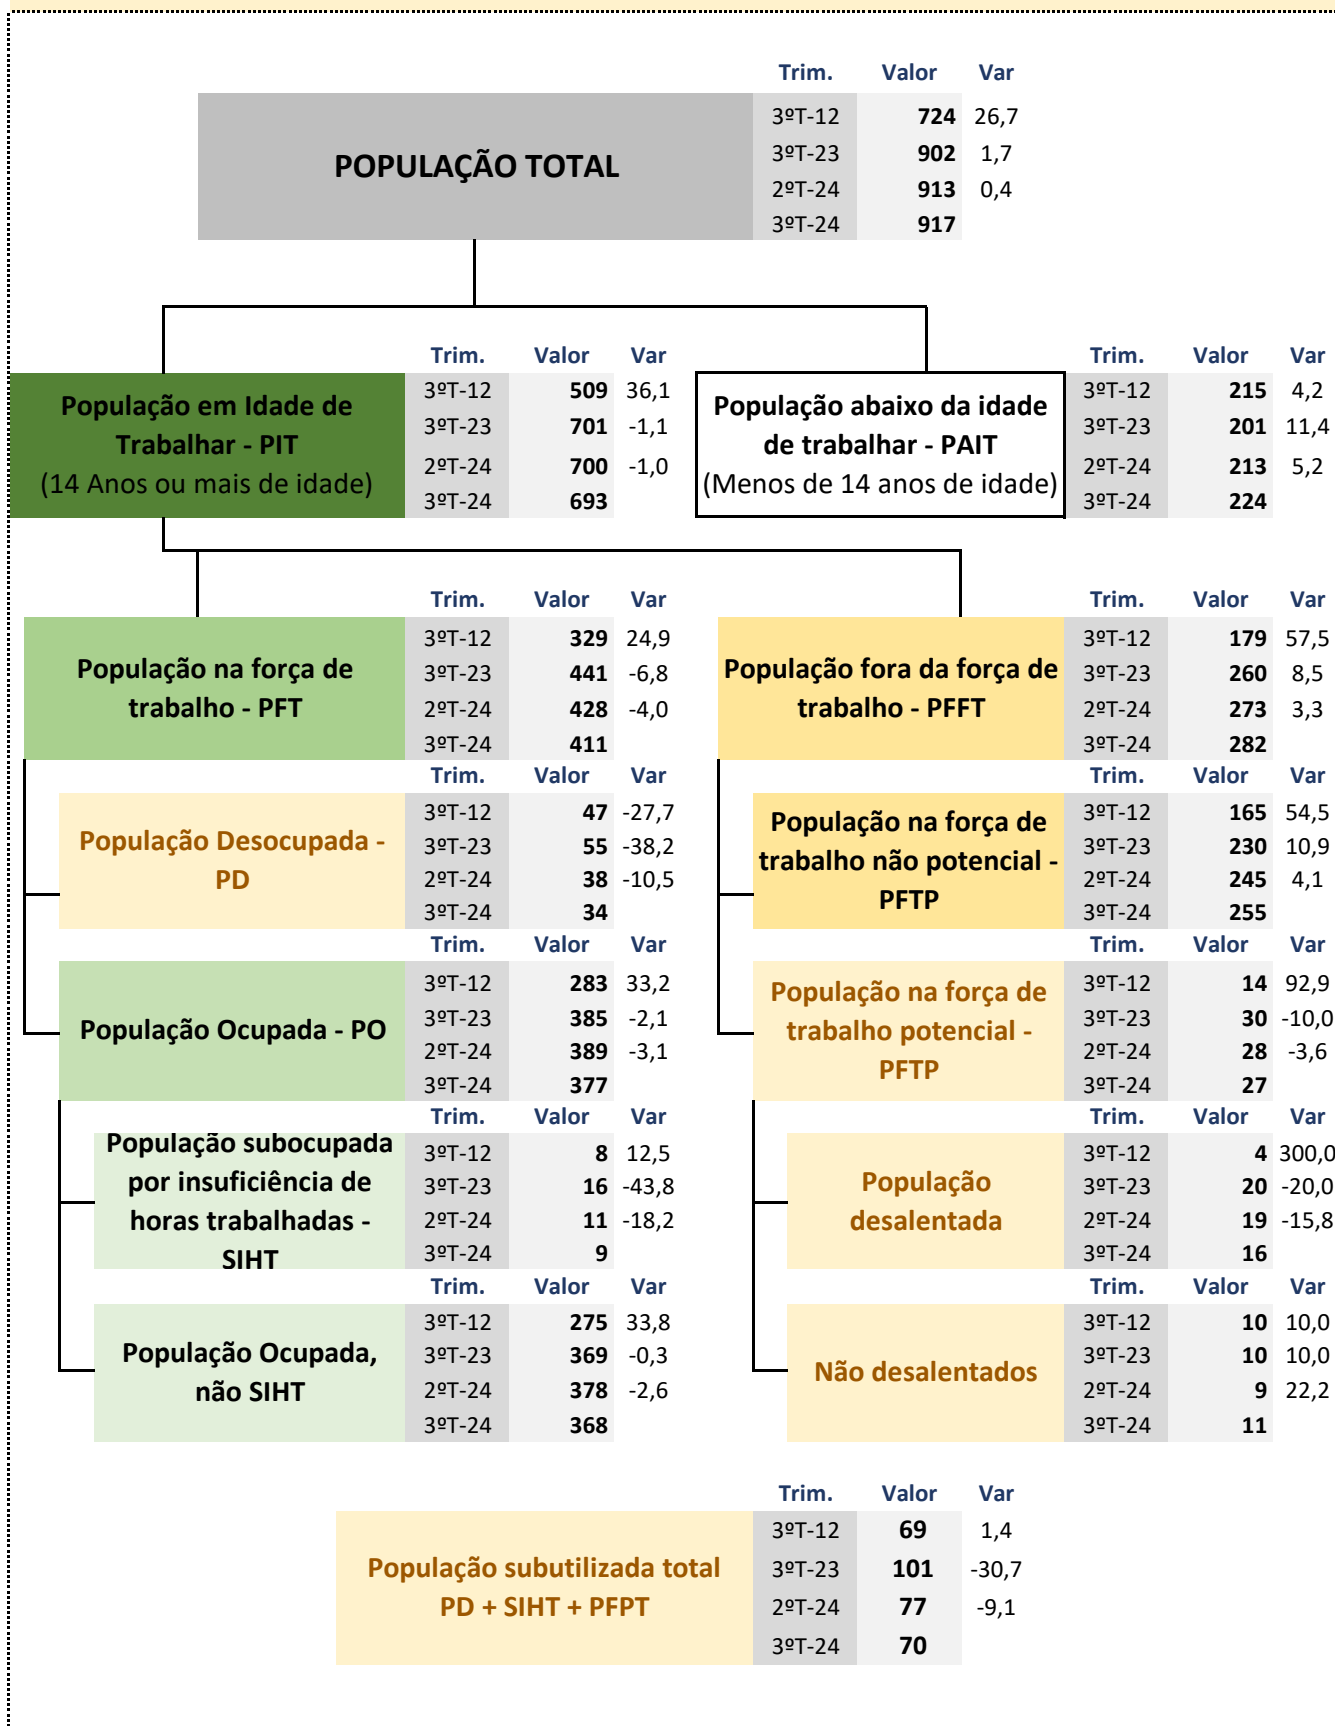 Trim. Valor Var
POPULAÇÃO TOTAL
3ºT-12 724 26,7
3ºT-23 902 1,7
2ºT-24 913 0,4
3ºT-24 917
Trim. Valor Var
População em Idade de
Trabalhar - PIT
(14 Anos ou mais de idade)
3ºT-12 509 36,1
3ºT-23 701 -1,1
2ºT-24 700 -1,0
3ºT-24 693
Trim. Valor Var
População abaixo da idade
de trabalhar - PAIT
(Menos de 14 anos de idade)
3ºT-12 215 4,2
3ºT-23 201 11,4
2ºT-24 213 5,2
3ºT-24 224
Trim. Valor Var
População na força de
trabalho - PFT
3ºT-12 329 24,9
3ºT-23 441 -6,8
2ºT-24 428 -4,0
3ºT-24 411
Trim. Valor Var
População fora da força de
trabalho - PFFT
3ºT-12 179 57,5
3ºT-23 260 8,5
2ºT-24 273 3,3
3ºT-24 282
Trim. Valor Var
População Desocupada -
PD
3ºT-12 47 -27,7
3ºT-23 55 -38,2
2ºT-24 38 -10,5
3ºT-24 34
Trim. Valor Var
População na força de
trabalho não potencial -
PFTP
3ºT-12 165 54,5
3ºT-23 230 10,9
2ºT-24 245 4,1
3ºT-24 255
Trim. Valor Var
População Ocupada - PO
3ºT-12 283 33,2
3ºT-23 385 -2,1
2ºT-24 389 -3,1
3ºT-24 377
Trim. Valor Var
População na força de
trabalho potencial -
PFTP
3ºT-12 14 92,9
3ºT-23 30 -10,0
2ºT-24 28 -3,6
3ºT-24 27
Trim. Valor Var
População subocupada
por insuficiência de
horas trabalhadas -
SIHT
3ºT-12 8 12,5
3ºT-23 16 -43,8
2ºT-24 11 -18,2
3ºT-24 9
Trim. Valor Var
População
desalentada
3ºT-12 4 300,0
3ºT-23 20 -20,0
2ºT-24 19 -15,8
3ºT-24 16
Trim. Valor Var
População Ocupada,
não SIHT
3ºT-12 275 33,8
3ºT-23 369 -0,3
2ºT-24 378 -2,6
3ºT-24 368
Trim. Valor Var
Não desalentados
3ºT-12 10 10,0
3ºT-23 10 10,0
2ºT-24 9 22,2
3ºT-24 11
Trim. Valor Var
População subutilizada total
PD + SIHT + PFPT
3ºT-12 69 1,4
3ºT-23 101 -30,7
2ºT-24 77 -9,1
3ºT-24 70